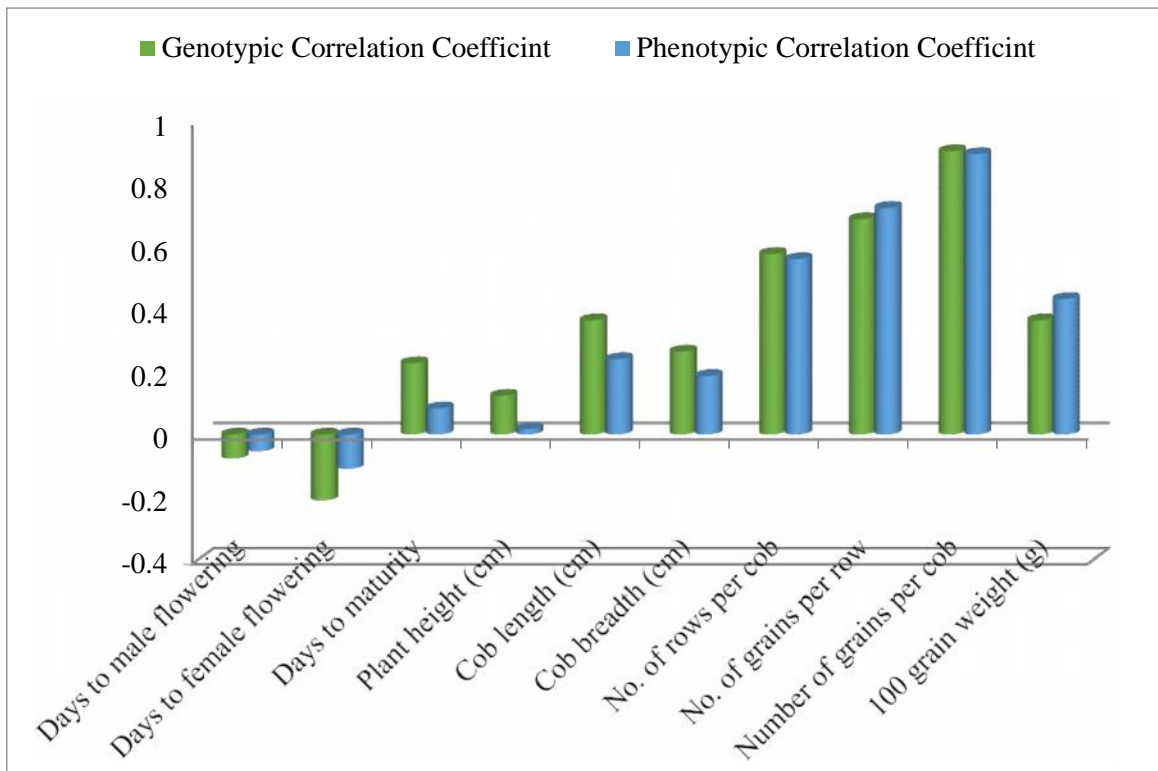 Genotypic Correlation Coefficint
Phenotypic Correlation Coefficint
1
0.8
0.6
0.4
0.2
0
-0.2
-0.4
Days to male flowering
Days to female flowering
Days to maturity
Plant height (cm)
Cob length (cm)
Cob breadth (cm)
No. of rows per cob
No. of grains per row
Number of grains per cob
100 grain weight (g)